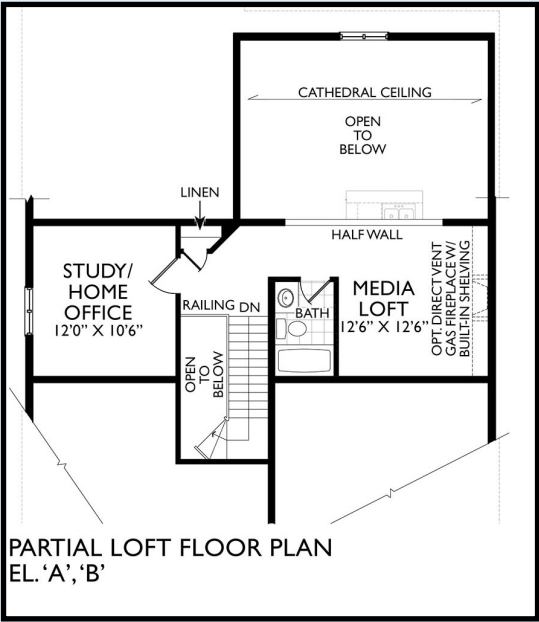 CATHEDRAL CEILING
OPEN
TO
BELOW
LINEN
HALF WALL
STUDY/
HOME
OFFICE
12'0" X 10'6"
RAILING
DN
OPEN
TO
BELOW
BATH
MEDIA
LOFT
12'6" X 12'6"
OPT. DIRECT VENT
GAS FIREPLACE W/
BUILT-IN SHELVING
PARTIAL LOFT FLOOR PLAN
EL. 'A', 'B'